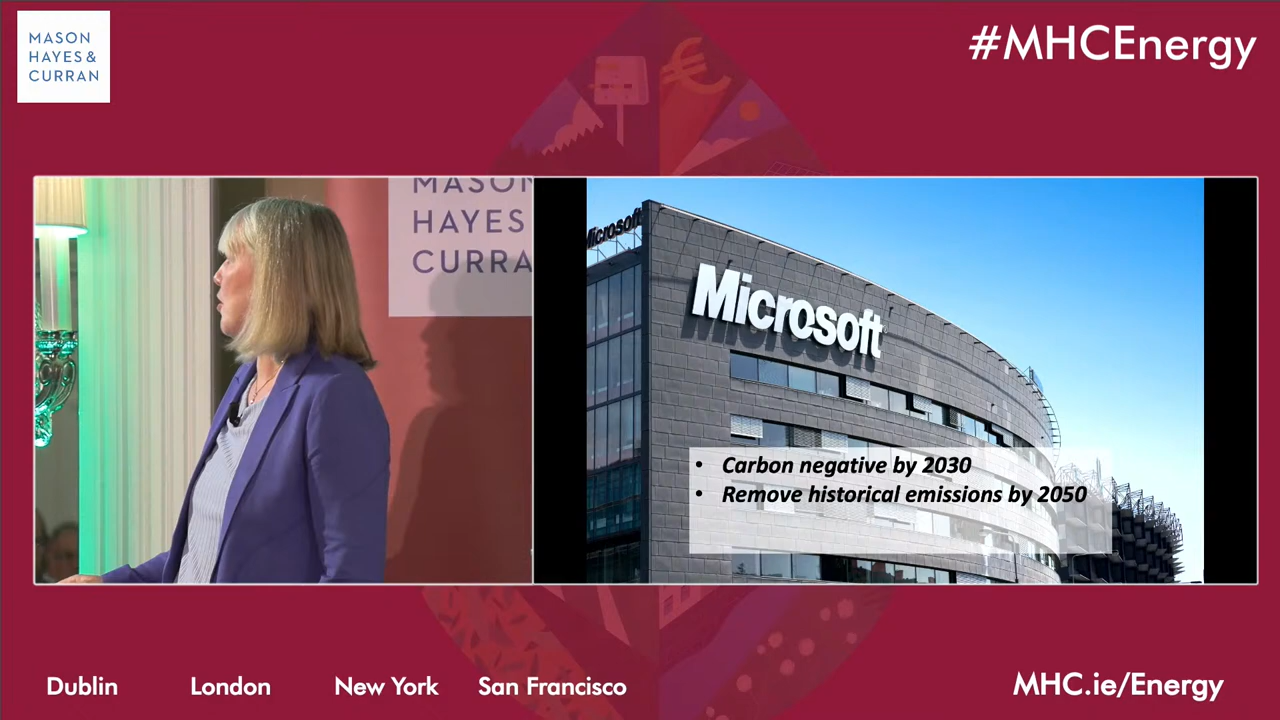 MASON
HAYES &
CURRAN
#MHCEnergy
MASON
HAYES
CURRA
Microsoft
Microsoft
• Carbon negative by 2030
• Remove historical emissions by 2050
Dublin
London
New York
San Francisco
MHC.ie/Energy